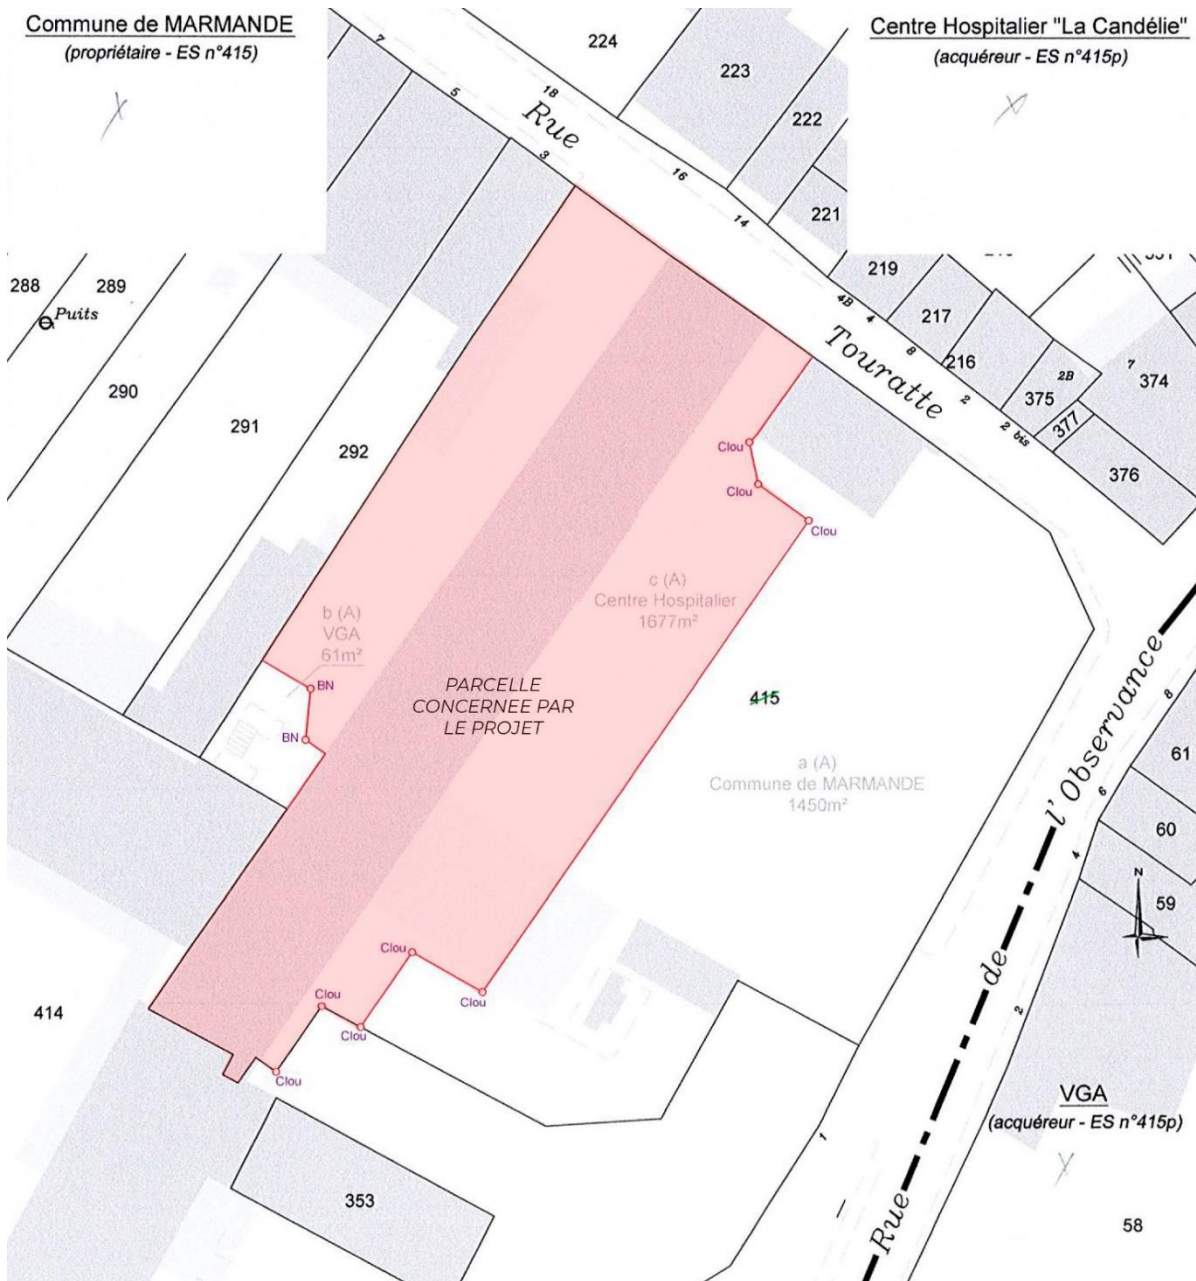 Commune de MARMANDE
(propriétaire - ES n°415)
Centre Hospitalier "La Candélie"
(acquéreur - ES n°415p)
224
223
222
221
219
217
216
375
2B
377
7
374
376
7
5
3
18
16
14
4B
4
8
2
2 bis
Rue
Touratte
288
289
Puits
290
291
292
Clou
Clou
Clou
c (A)
Centre Hospitalier
1677m²
b (A)
VGA
61m²
BN
BN
PARCELLE
CONCERNEE PAR
LE PROJET
415
a (A)
Commune de MARMANDE
1450m²
Rue de l'Observance
8
6
4
2
61
60
59
N
Clou
Clou
Clou
Clou
Clou
414
353
1
VGA
(acquéreur - ES n°415p)
58